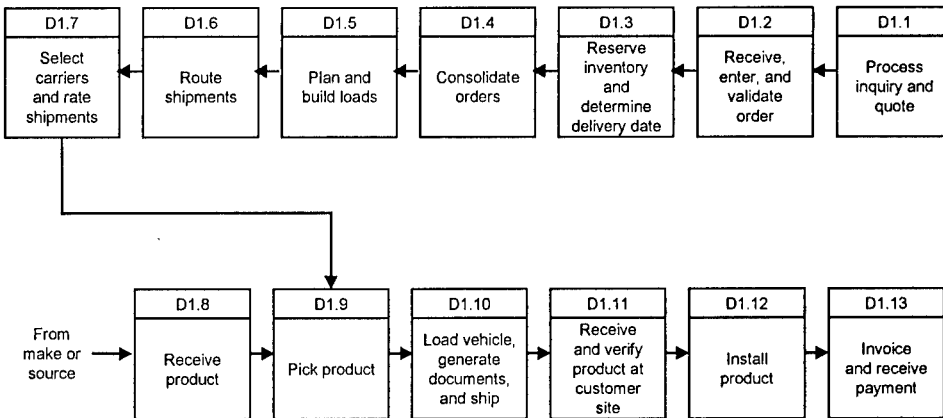 D1.7
Select
carriers
and rate
shipments
D1.6
Route
shipments
D1.5
Plan and
build loads
D1.4
Consolidate
orders
D1.3
Reserve
inventory
and
determine
delivery date
D1.2
Receive,
enter, and
validate
order
D1.1
Process
inquiry and
quote
From
make or
source
D1.8
Receive
product
D1.9
Pick product
D1.10
Load vehicle,
generate
documents,
and ship
D1.11
Receive
and verify
product at
customer
site
D1.12
Install
product
D1.13
Invoice
and receive
payment